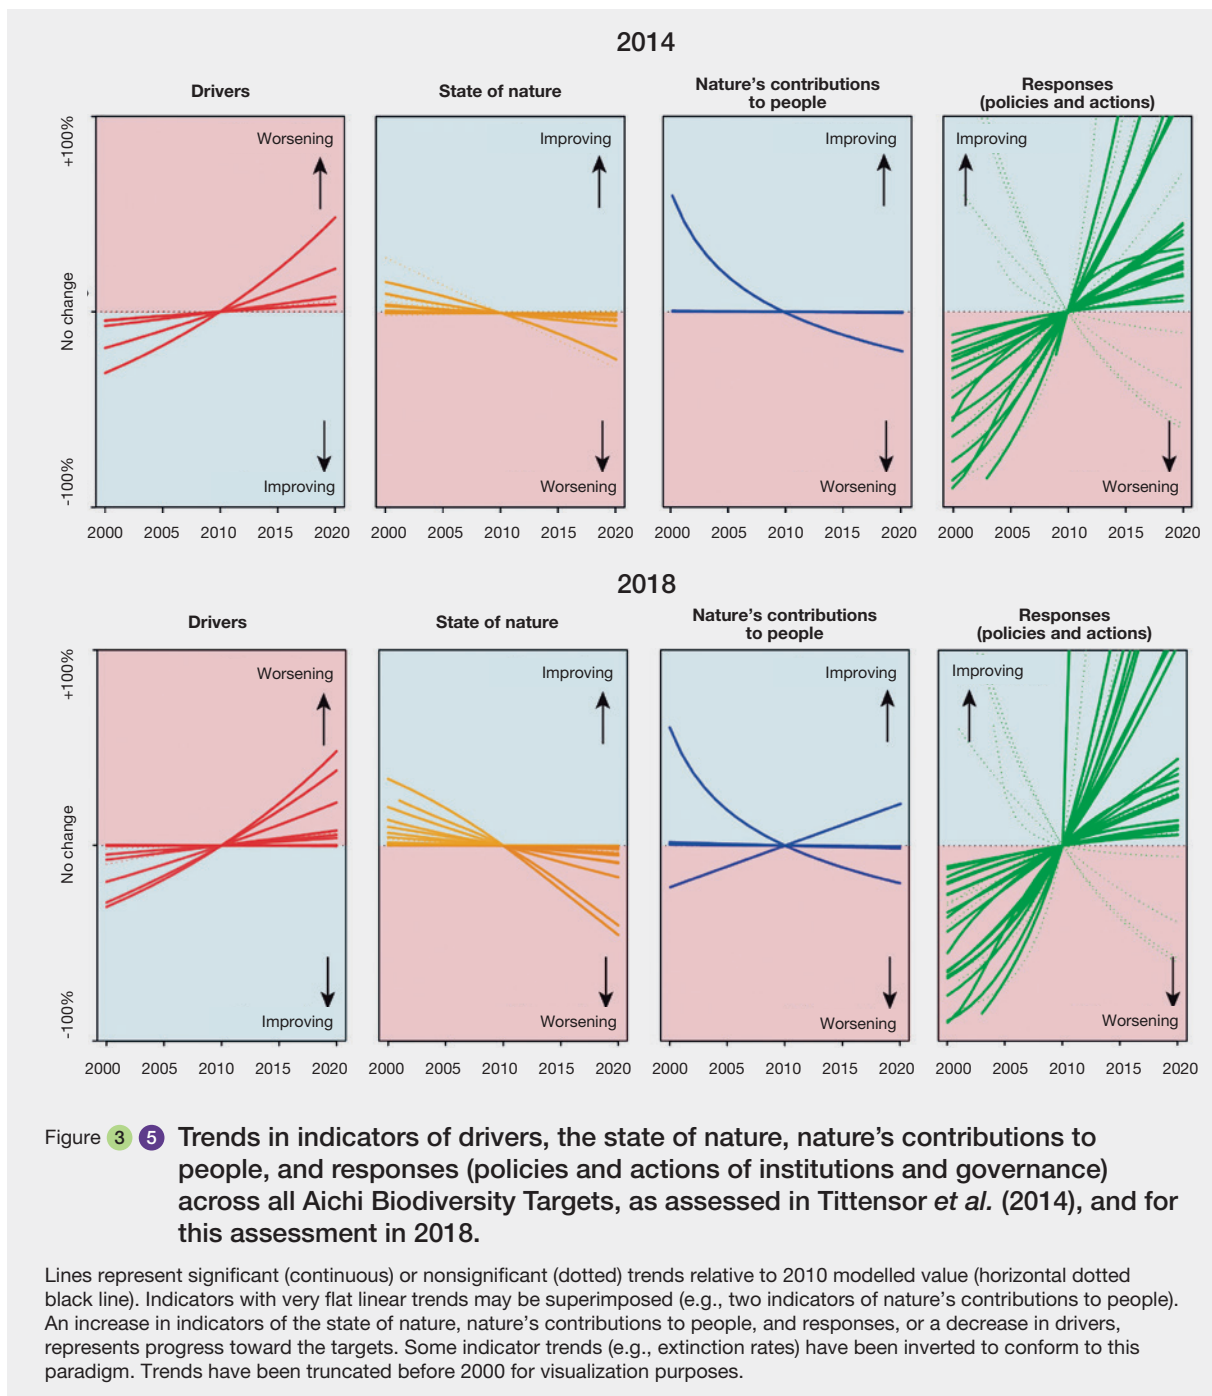 2014
Drivers
State of nature
Nature's contributions
to people
Responses
(policies and actions)
+100%
No change
-100%
Worsening
Improving
Improving
Worsening
Improving
Worsening
Improving
Worsening
2000 2005 2010 2015 2020
2000 2005 2010 2015 2020
2000 2005 2010 2015 2020
2000 2005 2010 2015 2020
2018
Drivers
State of nature
Nature's contributions
to people
Responses
(policies and actions)
+100%
No change
-100%
Worsening
Improving
Improving
Worsening
Improving
Worsening
Improving
Worsening
2000 2005 2010 2015 2020
2000 2005 2010 2015 2020
2000 2005 2010 2015 2020
2000 2005 2010 2015 2020
Figure 3 5 Trends in indicators of drivers, the state of nature, nature's contributions to
people, and responses (policies and actions of institutions and governance)
across all Aichi Biodiversity Targets, as assessed in Tittensor et al. (2014), and for
this assessment in 2018.
Lines represent significant (continuous) or nonsignificant (dotted) trends relative to 2010 modelled value (horizontal dotted
black line). Indicators with very flat linear trends may be superimposed (e.g., two indicators of nature's contributions to people).
An increase in indicators of the state of nature, nature's contributions to people, and responses, or a decrease in drivers,
represents progress toward the targets. Some indicator trends (e.g., extinction rates) have been inverted to conform to this
paradigm. Trends have been truncated before 2000 for visualization purposes.